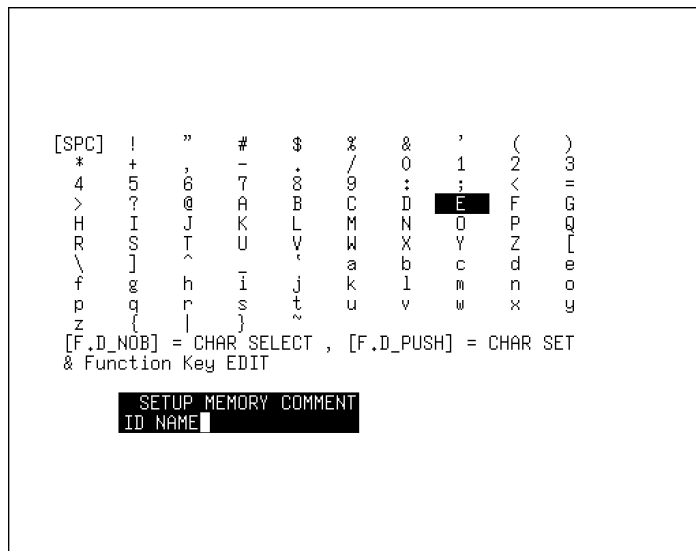 [SPC] ! " # $ % & ' ( )
* + , - . / 0 1 2 3
4 5 6 7 8 9 : ; < =
> ? @ A B C D E F G
H I J K L M N O P Q
R S T U V W X Y Z [
\ ] ^ _ ` a b c d e
f g h i j k l m n o
p q r s t u v w x y
z { | } ~
[F.D_NOB] = CHAR SELECT , [F.D_PUSH] = CHAR SET
& Function Key EDIT
SETUP MEMORY COMMENT
ID NAME